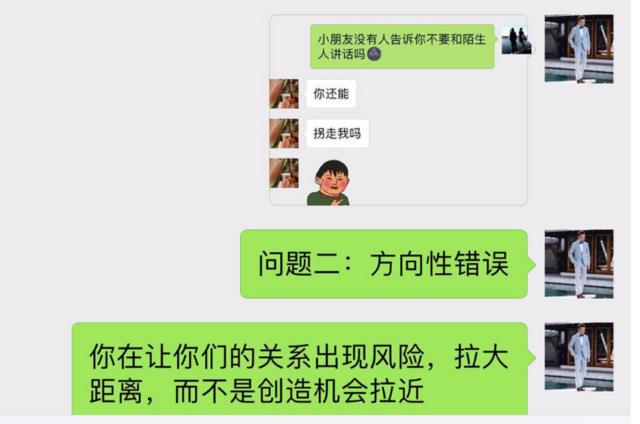 小朋友没有人告诉你不要和陌生
人讲话吗
你还能
拐走我吗
问题二：方向性错误
你在让你们的关系出现风险，拉大
距离，而不是创造机会拉近